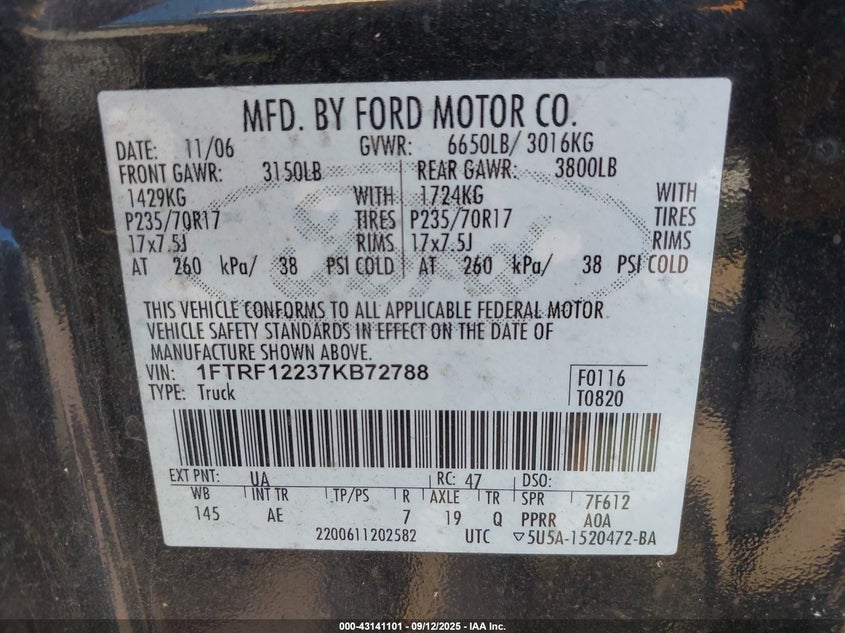 MFD. BY FORD MOTOR CO.
DATE: 11/06 GVWR: 6650LB/ 3016KG
FRONT GAWR: 3150LB REAR GAWR: 3800LB
1429KG WITH 1724KG WITH
P235/70R17 TIRES P235/70R17 TIRES
17x7.5J RIMS 17x7.5J RIMS
AT 260 kPa/ 38 PSI COLD AT 260 kPa/ 38 PSI COLD
Ford
THIS VEHICLE CONFORMS TO ALL APPLICABLE FEDERAL MOTOR
VEHICLE SAFETY STANDARDS IN EFFECT ON THE DATE OF
MANUFACTURE SHOWN ABOVE.
VIN: 1FTRF12237KB72788 F0116
TYPE: Truck T0820
EXT PNT: UA RC: 47 DSO:
WB INT TR TP/PS R AXLE TR SPR 7F612
145 AE 7 19 Q PPRR A0A
2200611202582 UTC ▽5U5A-1520472-BA
000-43141101 - 09/12/2025 - IAA Inc.